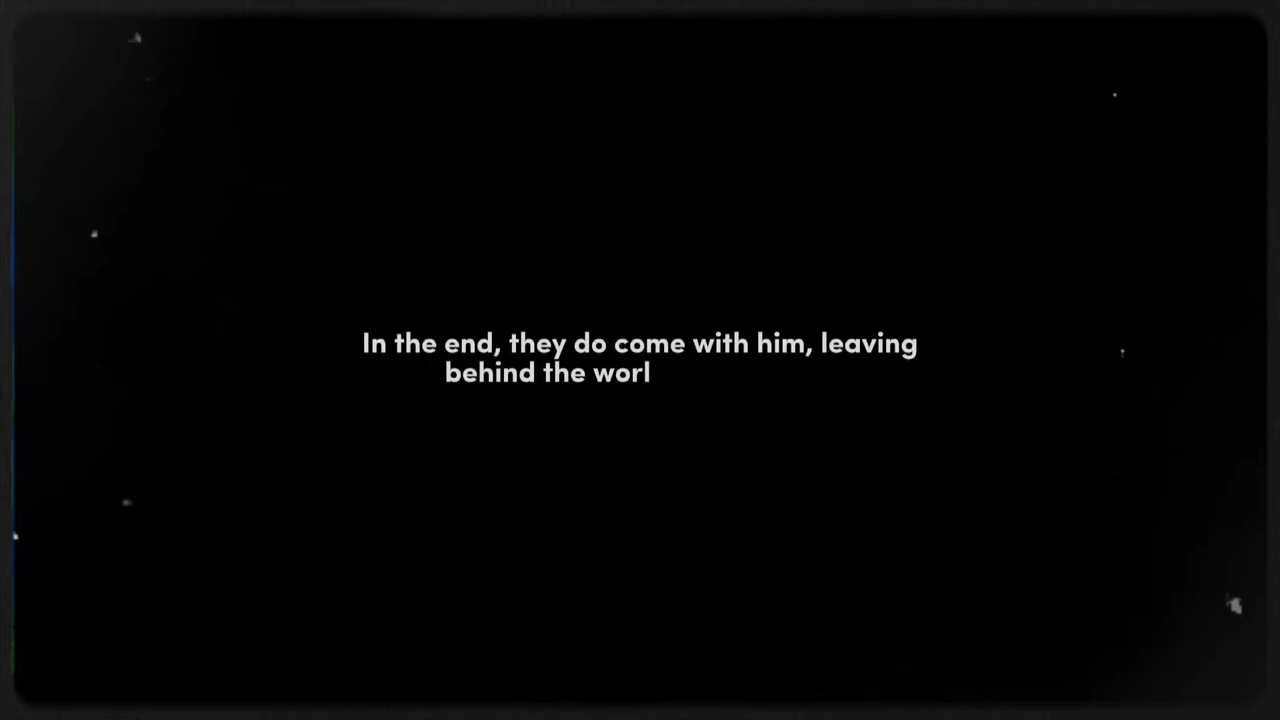 In the end, they do come with him, leaving
behind the worl